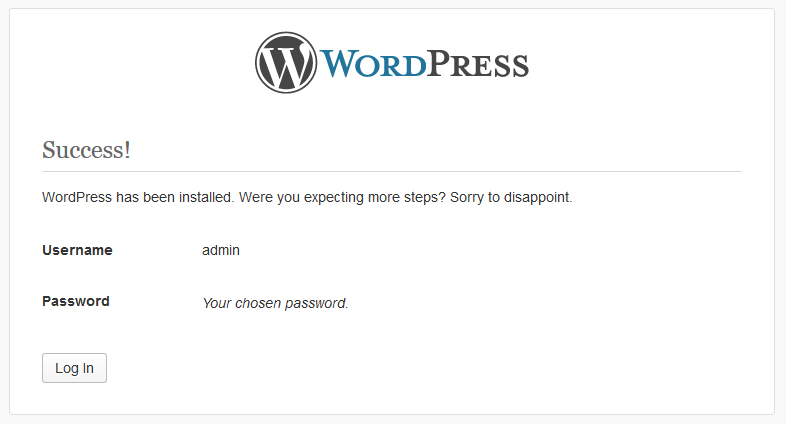 WORDPRESS
Success!
WordPress has been installed. Were you expecting more steps? Sorry to disappoint.
Username admin
Password Your chosen password.
Log In